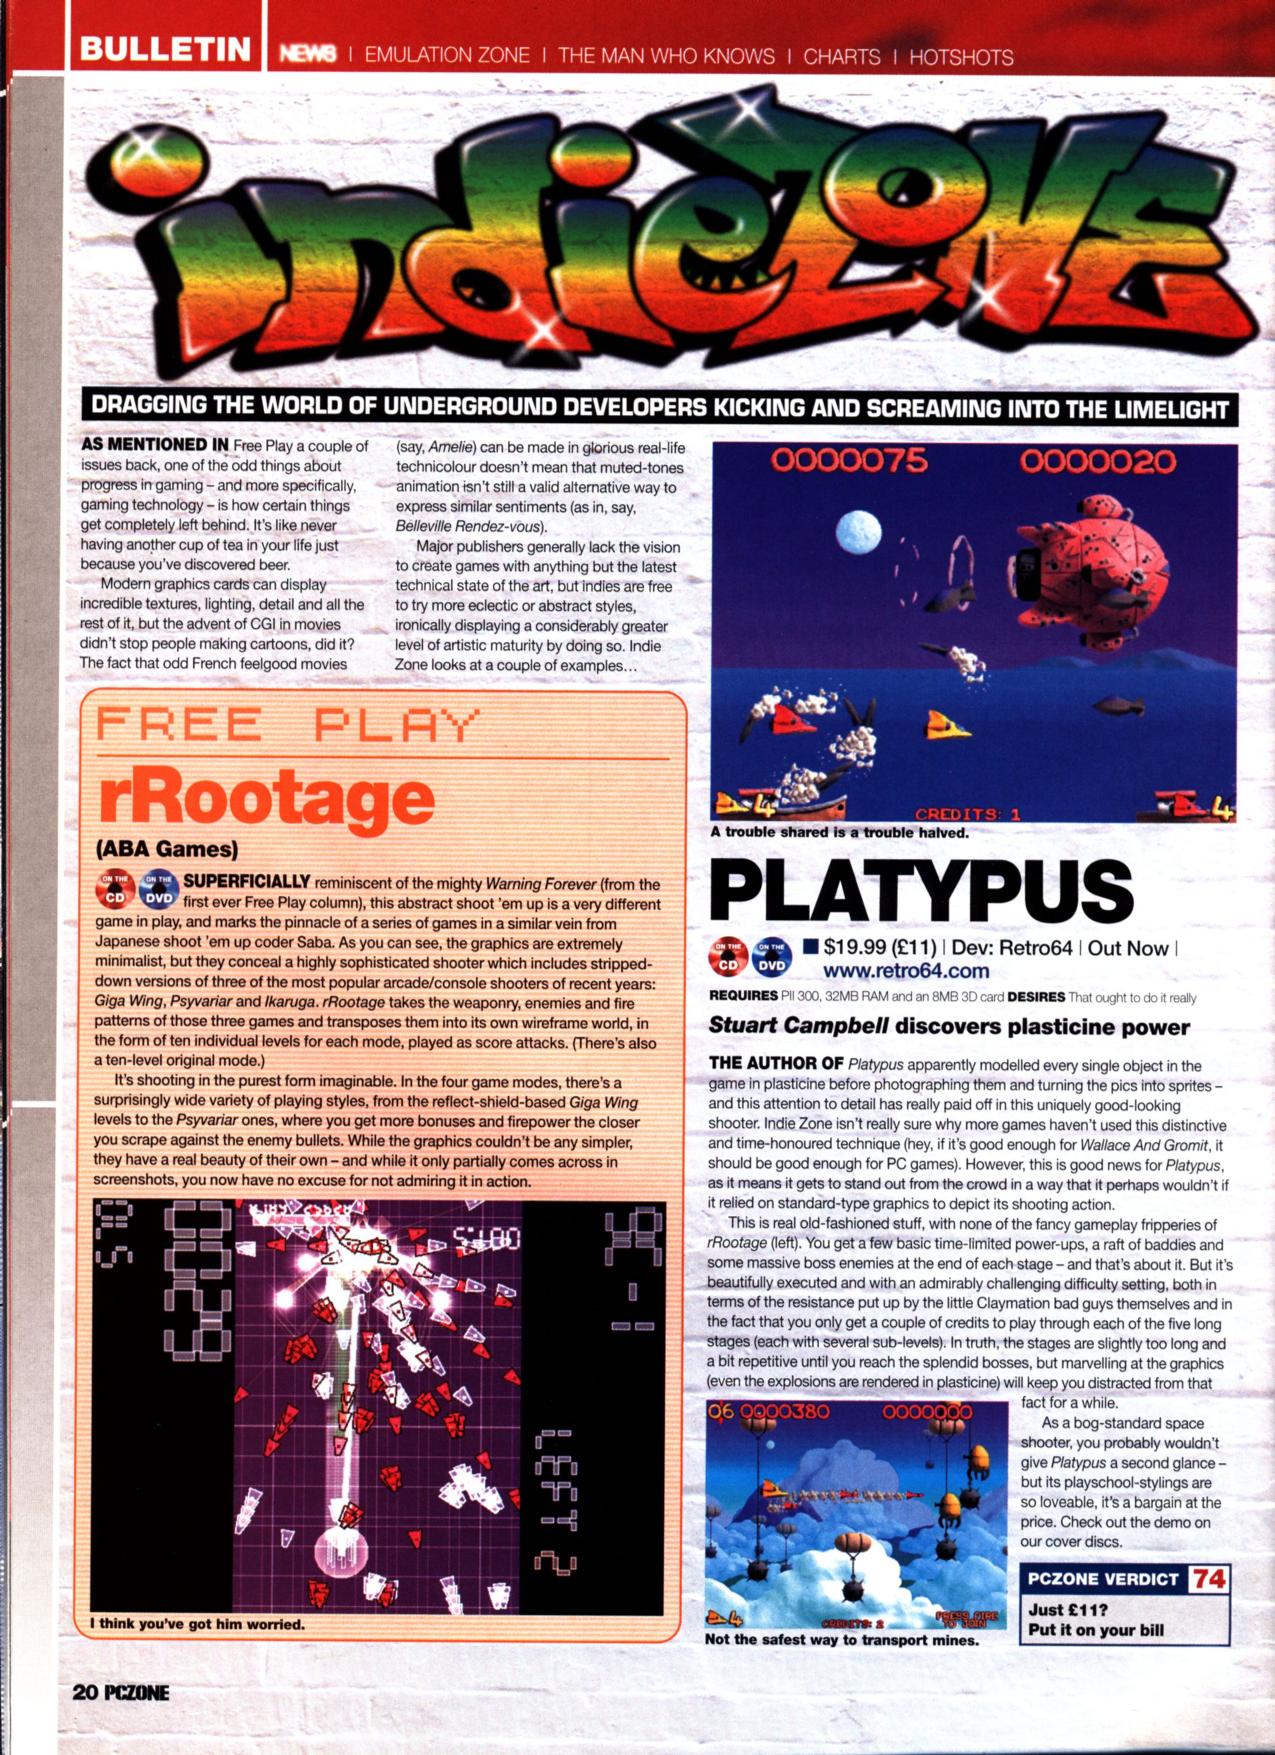 BULLETIN
NEWS | EMULATION ZONE | THE MAN WHO KNOWS | CHARTS | HOTSHOTS
indieZONE
DRAGGING THE WORLD OF UNDERGROUND DEVELOPERS KICKING AND SCREAMING INTO THE LIMELIGHT
AS MENTIONED IN Free Play a couple of
issues back, one of the odd things about
progress in gaming – and more specifically,
gaming technology – is how certain things
get completely left behind. It's like never
having another cup of tea in your life just
because you've discovered beer.
Modern graphics cards can display
incredible textures, lighting, detail and all the
rest of it, but the advent of CGI in movies
didn't stop people making cartoons, did it?
The fact that odd French feelgood movies
(say, Amelie) can be made in glorious real-life
technicolour doesn't mean that muted-tones
animation isn't still a valid alternative way to
express similar sentiments (as in, say,
Belleville Rendez-vous).
Major publishers generally lack the vision
to create games with anything but the latest
technical state of the art, but indies are free
to try more eclectic or abstract styles,
ironically displaying a considerably greater
level of artistic maturity by doing so. Indie
Zone looks at a couple of examples...
FREE PLAY
rRootage
(ABA Games)
ON THE CD ON THE DVD SUPERFICIALLY reminiscent of the mighty Warning Forever (from the
first ever Free Play column), this abstract shoot 'em up is a very different
game in play, and marks the pinnacle of a series of games in a similar vein from
Japanese shoot 'em up coder Saba. As you can see, the graphics are extremely
minimalist, but they conceal a highly sophisticated shooter which includes stripped-
down versions of three of the most popular arcade/console shooters of recent years:
Giga Wing, Psyvariar and Ikaruga. rRootage takes the weaponry, enemies and fire
patterns of those three games and transposes them into its own wireframe world, in
the form of ten individual levels for each mode, played as score attacks. (There's also
a ten-level original mode.)
It's shooting in the purest form imaginable. In the four game modes, there's a
surprisingly wide variety of playing styles, from the reflect-shield-based Giga Wing
levels to the Psyvariar ones, where you get more bonuses and firepower the closer
you scrape against the enemy bullets. While the graphics couldn't be any simpler,
they have a real beauty of their own – and while it only partially comes across in
screenshots, you now have no excuse for not admiring it in action.
I think you've got him worried.
0000075 0000020
4 CREDITS: 1 4
A trouble shared is a trouble halved.
PLATYPUS
ON THE CD ON THE DVD ■ $19.99 (£11) | Dev: Retro64 | Out Now |
www.retro64.com
REQUIRES PII 300, 32MB RAM and an 8MB 3D card DESIRES That ought to do it really
Stuart Campbell discovers plasticine power
THE AUTHOR OF Platypus apparently modelled every single object in the
game in plasticine before photographing them and turning the pics into sprites –
and this attention to detail has really paid off in this uniquely good-looking
shooter. Indie Zone isn't really sure why more games haven't used this distinctive
and time-honoured technique (hey, if it's good enough for Wallace And Gromit, it
should be good enough for PC games). However, this is good news for Platypus,
as it means it gets to stand out from the crowd in a way that it perhaps wouldn't if
it relied on standard-type graphics to depict its shooting action.
This is real old-fashioned stuff, with none of the fancy gameplay fripperies of
rRootage (left). You get a few basic time-limited power-ups, a raft of baddies and
some massive boss enemies at the end of each stage – and that's about it. But it's
beautifully executed and with an admirably challenging difficulty setting, both in
terms of the resistance put up by the little Claymation bad guys themselves and in
the fact that you only get a couple of credits to play through each of the five long
stages (each with several sub-levels). In truth, the stages are slightly too long and
a bit repetitive until you reach the splendid bosses, but marvelling at the graphics
(even the explosions are rendered in plasticine) will keep you distracted from that
fact for a while.
As a bog-standard space
shooter, you probably wouldn't
give Platypus a second glance –
but its playschool-stylings are
so loveable, it's a bargain at the
price. Check out the demo on
our cover discs.
06 0000380 0000000
4 CREDITS: 2 PRESS FIRE
TO JOIN
Not the safest way to transport mines.
PCZONE VERDICT 74
Just £11?
Put it on your bill
20 PCZONE